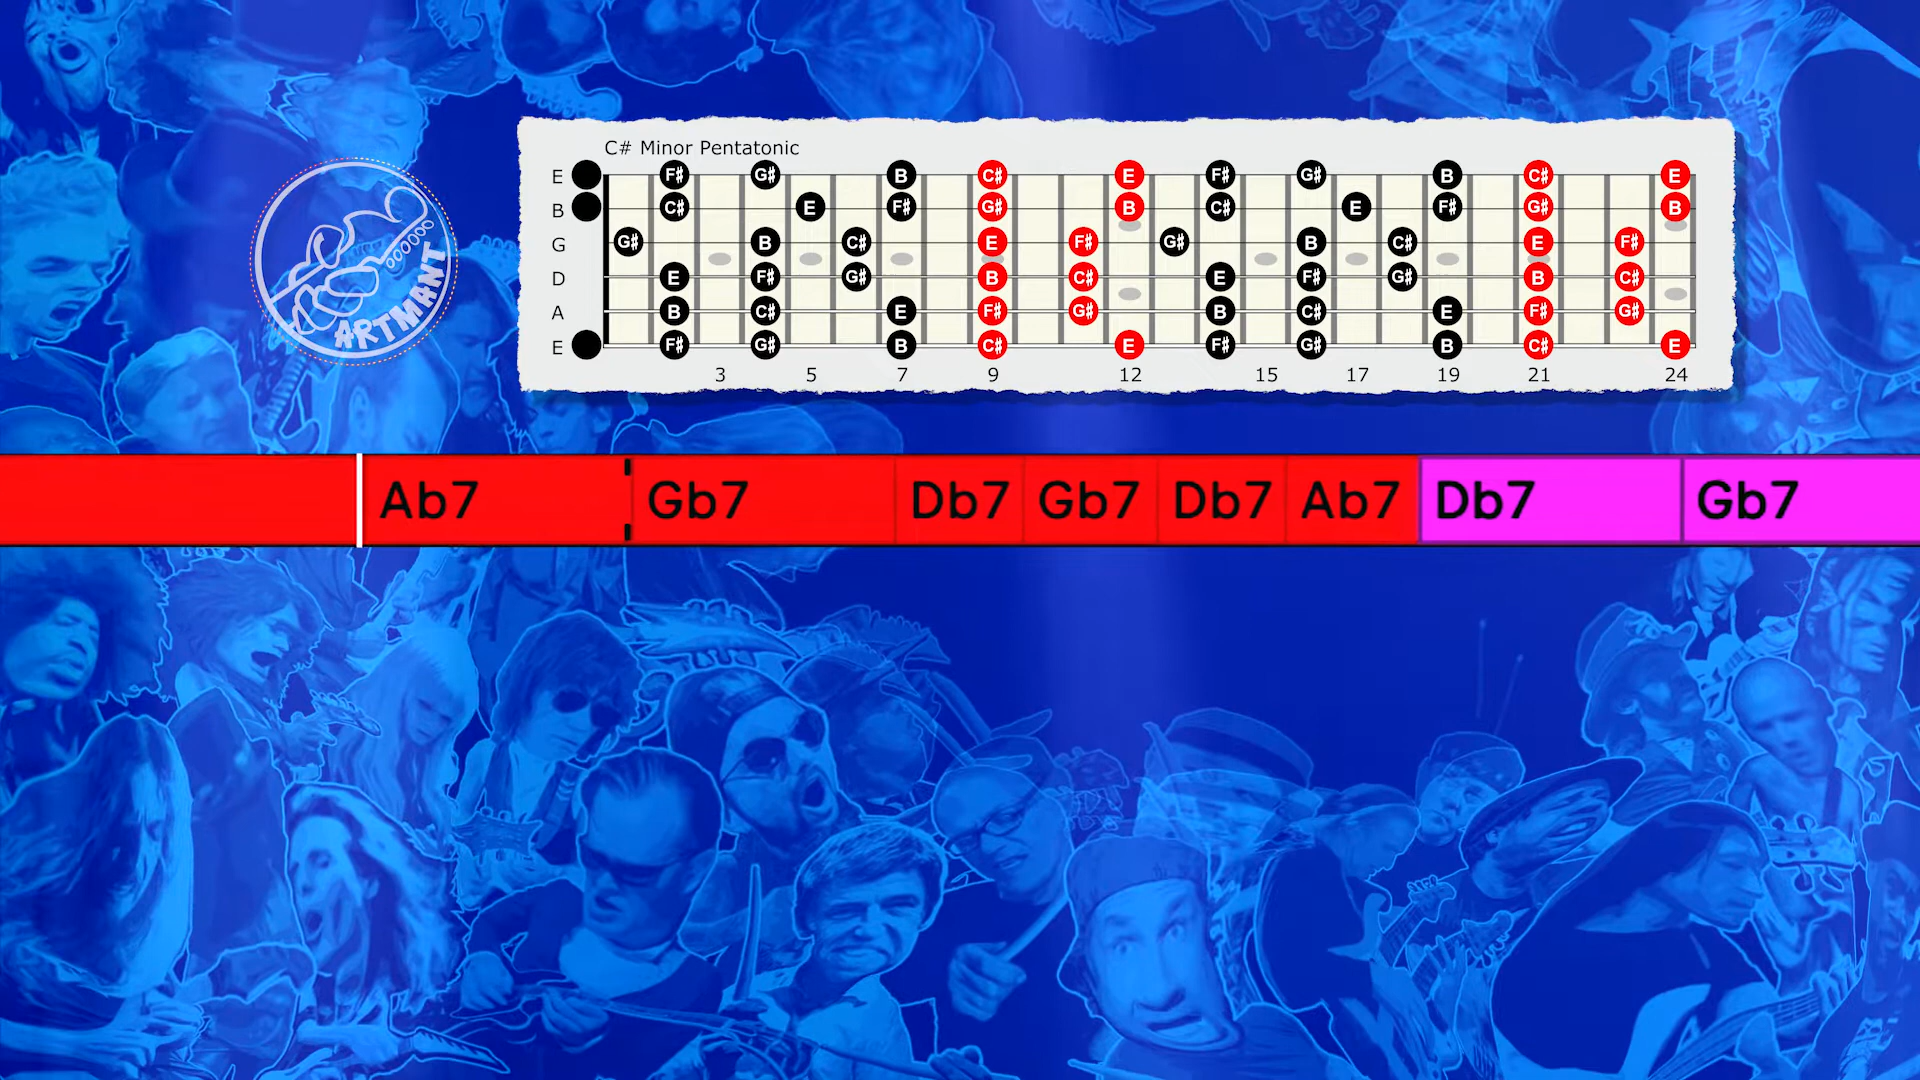 C# Minor Pentatonic
E F# G# B C# E F# G# B C# E
B C# E F# G# B C# E F# G# B
G G# B C# E F# G# B C# E F#
D E F# G# B C# E F# G# B C#
A B C# E F# G# B C# E F# G#
E F# G# B C# E F# G# B C# E
3 5 7 9 12 15 17 19 21 24
ARTMANT
Ab7 Gb7 Db7 Gb7 Db7 Ab7 Db7 Gb7